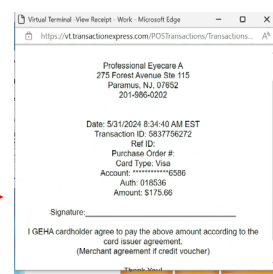 Virtual Terminal -View Receipt - Work - Microsoft Edge
https://vt.transactionexpress.com/POSTransactions/Transactions...
Professional Eyecare A
275 Forest Avenue Ste 115
Paramus, NJ, 07652
201-986-0202
Date: 5/31/2024 8:34:40 AM EST
Transaction ID: 5837756272
Ref ID:
Purchase Order #:
Card Type: Visa
Account: ************6586
Auth: 018536
Amount: $175.66
Signature:
I GEHA cardholder agree to pay the above amount according to the
card issuer agreement.
(Merchant agreement if credit voucher)
Thank You!